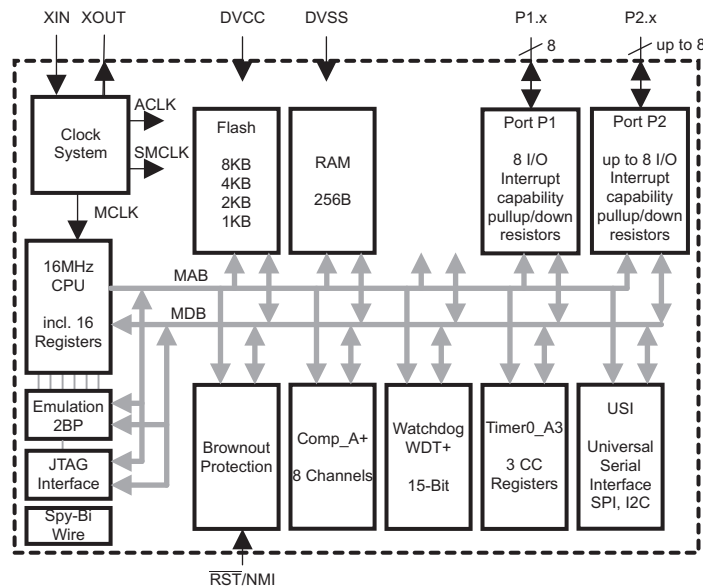 XIN XOUT DVCC DVSS P1.x P2.x
8 up to 8
ACLK
Clock
System
SMCLK
MCLK
Flash
8KB
4KB
2KB
1KB
RAM
256B
Port P1
8 I/O
Interrupt
capability
pullup/down
resistors
Port P2
up to 8 I/O
Interrupt
capability
pullup/down
resistors
16MHz
CPU
incl. 16
Registers
MAB
MDB
Emulation
2BP
JTAG
Interface
Spy-Bi
Wire
Brownout
Protection
Comp_A+
8 Channels
Watchdog
WDT+
15-Bit
Timer0_A3
3 CC
Registers
USI
Universal
Serial
Interface
SPI, I2C
RST/NMI